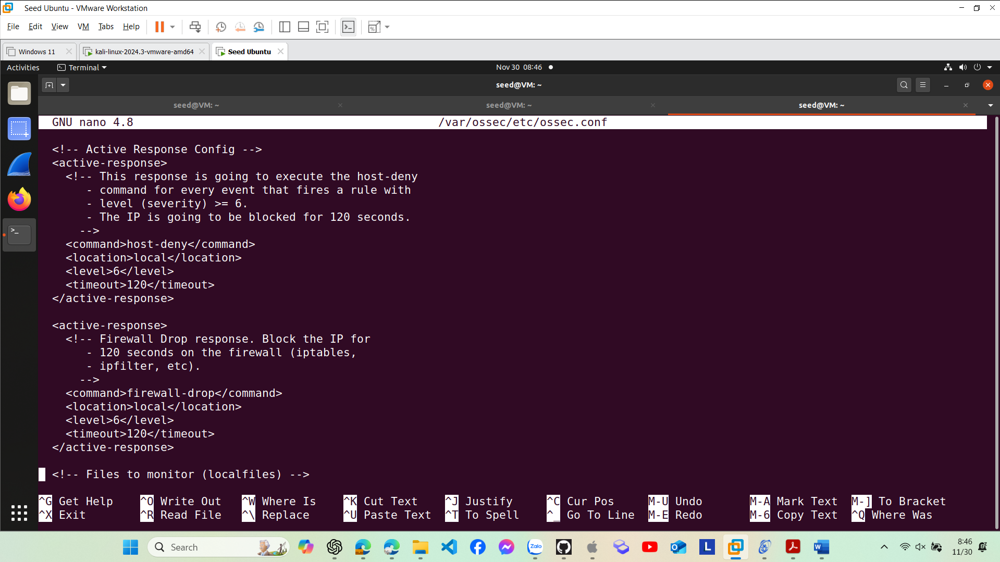 Seed Ubuntu - VMware Workstation
File Edit View VM Tabs Help
Windows 11
kali-linux-2024.3-vmware-amd64
Seed Ubuntu
Activities Terminal Nov 30 08:46
seed@VM: ~
seed@VM: ~ seed@VM: ~ seed@VM: ~
GNU nano 4.8 /var/ossec/etc/ossec.conf
<!-- Active Response Config -->
<active-response>
<!-- This response is going to execute the host-deny
- command for every event that fires a rule with
- level (severity) >= 6.
- The IP is going to be blocked for 120 seconds.
-->
<command>host-deny</command>
<location>local</location>
<level>6</level>
<timeout>120</timeout>
</active-response>
<active-response>
<!-- Firewall Drop response. Block the IP for
- 120 seconds on the firewall (iptables,
- ipfilter, etc).
-->
<command>firewall-drop</command>
<location>local</location>
<level>6</level>
<timeout>120</timeout>
</active-response>
<!-- Files to monitor (localfiles) -->
^G Get Help ^O Write Out ^W Where Is ^K Cut Text ^J Justify ^C Cur Pos M-U Undo M-A Mark Text M-] To Bracket
^X Exit ^R Read File ^\ Replace ^U Paste Text ^T To Spell ^_ Go To Line M-E Redo M-6 Copy Text ^Q Where Was
Search
Zalo
L
8:46
11/30